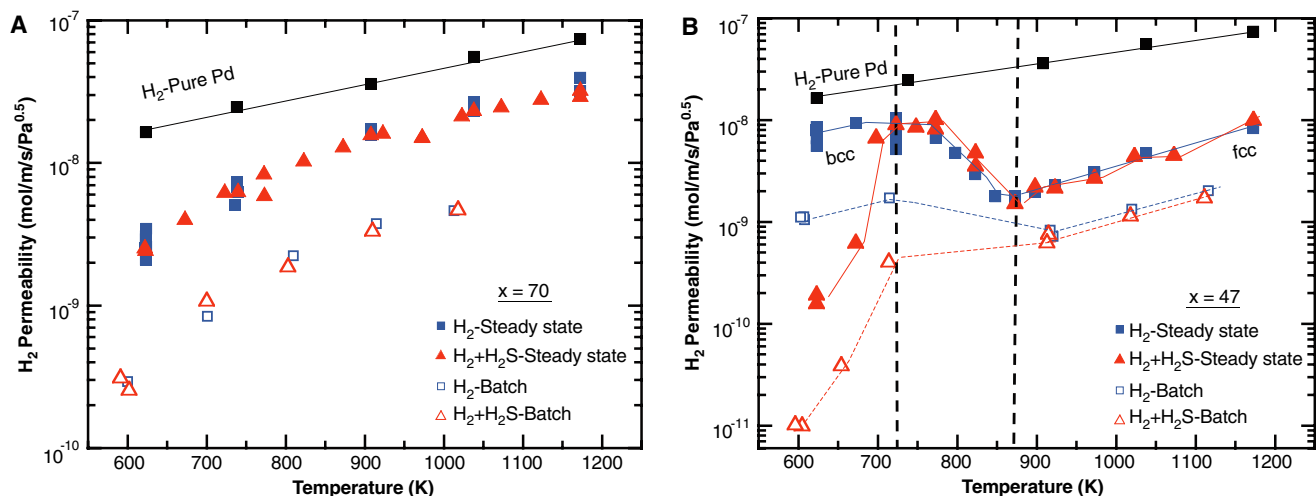 A
H₂ Permeability (mol/m/s/Pa⁰·⁵)
10⁻⁷
10⁻⁸
10⁻⁹
10⁻¹⁰
H₂-Pure Pd
x = 70
H₂-Steady state
H₂+H₂S-Steady state
H₂-Batch
H₂+H₂S-Batch
600 700 800 900 1000 1100 1200
Temperature (K)
B
H₂ Permeability (mol/m/s/Pa⁰·⁵)
10⁻⁷
10⁻⁸
10⁻⁹
10⁻¹⁰
10⁻¹¹
H₂-Pure Pd
bcc
fcc
x = 47
H₂-Steady state
H₂+H₂S-Steady state
H₂-Batch
H₂+H₂S-Batch
600 700 800 900 1000 1100 1200
Temperature (K)